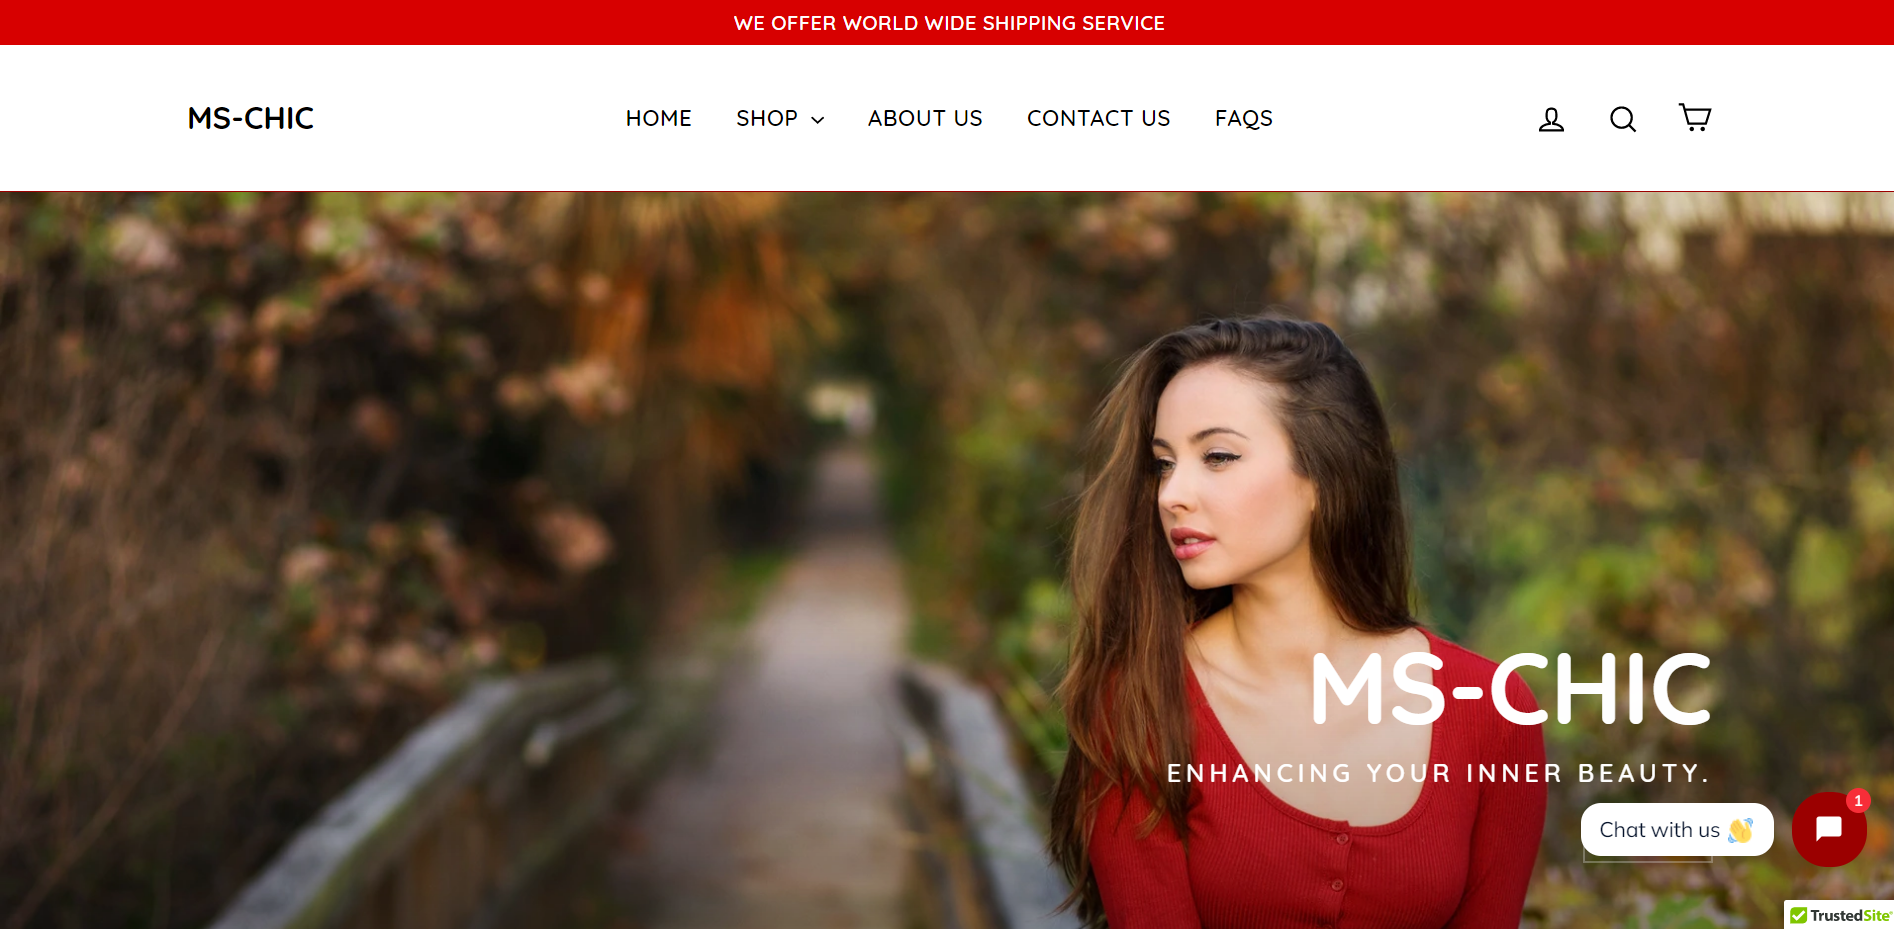 WE OFFER WORLD WIDE SHIPPING SERVICE
MS-CHIC
HOME
SHOP
ABOUT US
CONTACT US
FAQS
MS-CHIC
ENHANCING YOUR INNER BEAUTY.
Chat with us 👋
1
TrustedSite